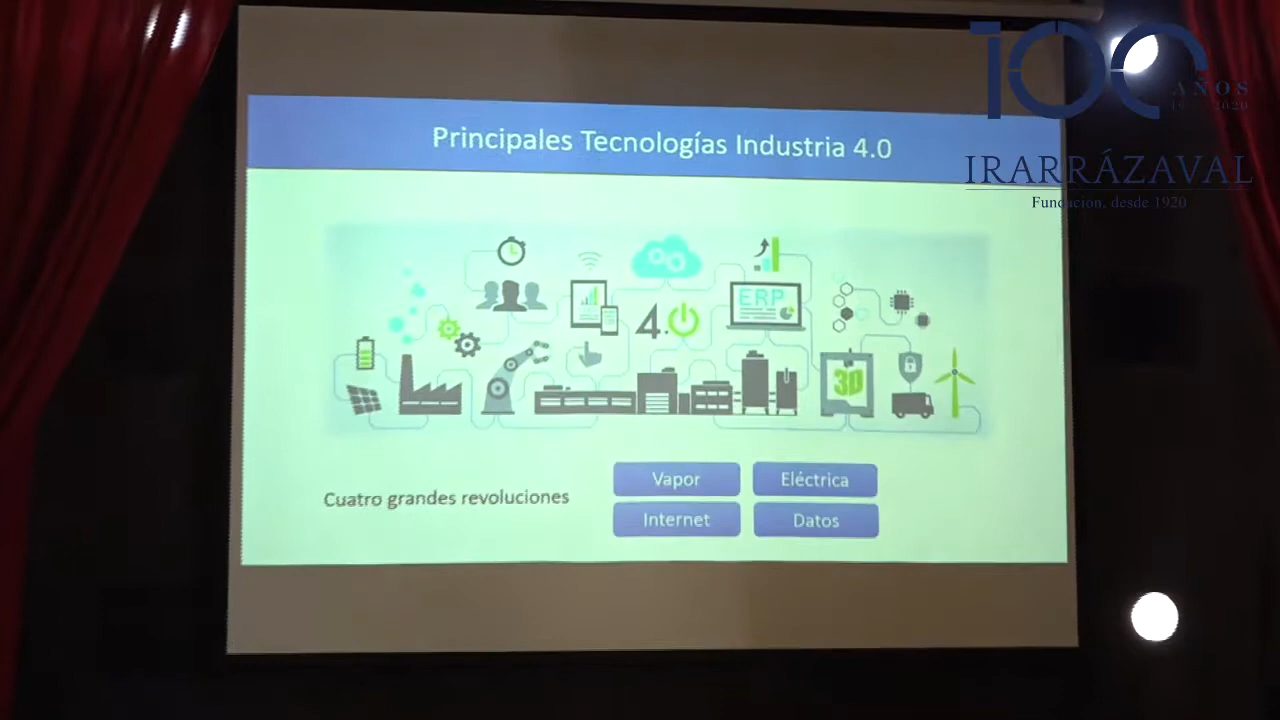 100
AÑOS
IRARRÁZAVAL
Fundación, desde 1920
Principales Tecnologías Industria 4.0
4.0
ERP
3D
Cuatro grandes revoluciones
Vapor
Eléctrica
Internet
Datos